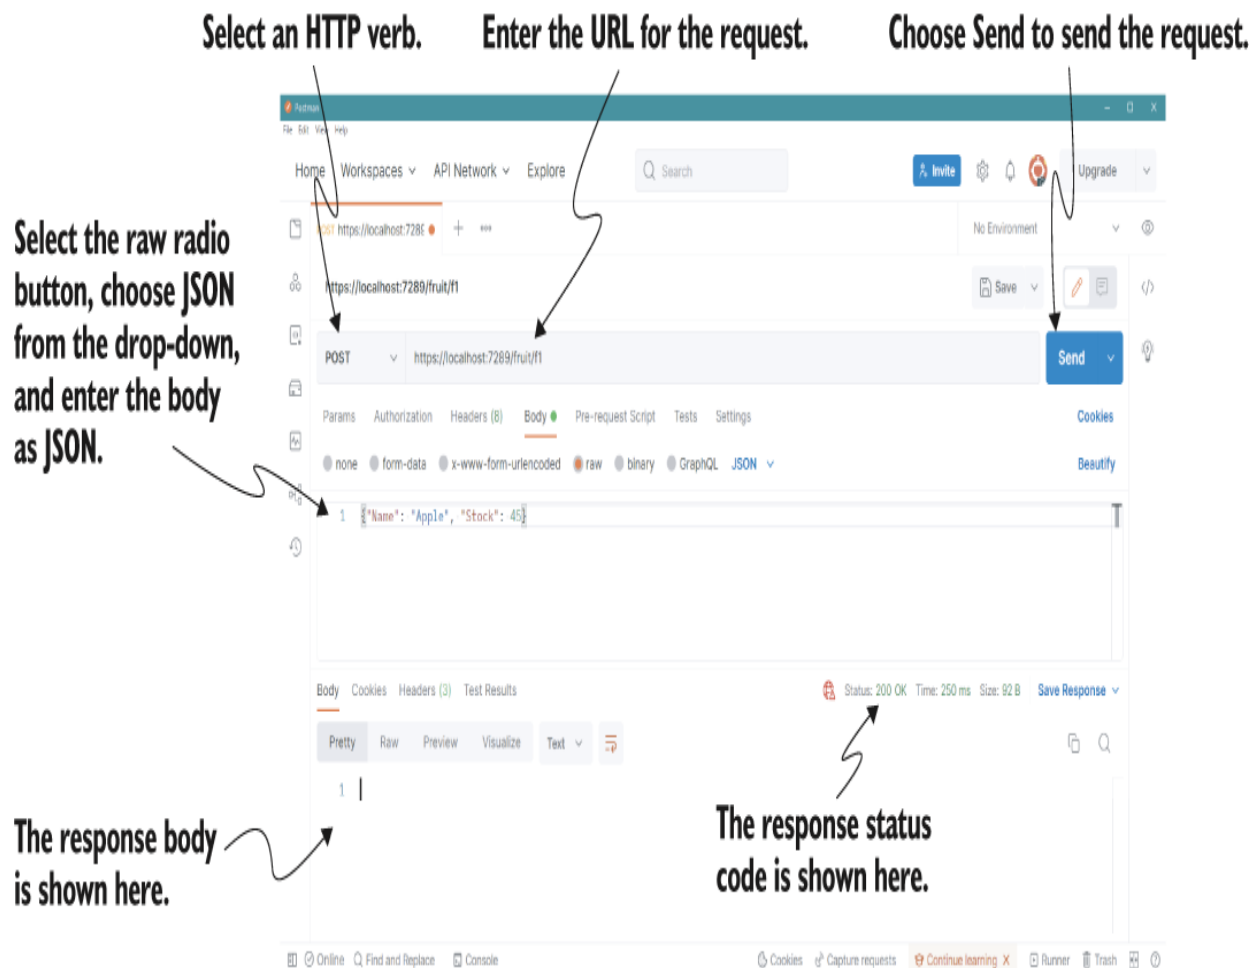 Select an HTTP verb.
Enter the URL for the request.
Choose Send to send the request.
Postman
File Edit View Help
Home Workspaces API Network Explore
Search
Invite
Upgrade
POST https://localhost:728
No Environment
https://localhost:7289/fruit/f1
Save
Select the raw radio
button, choose JSON
from the drop-down,
and enter the body
as JSON.
POST
https://localhost:7289/fruit/f1
Send
Params Authorization Headers (8) Body Pre-request Script Tests Settings
Cookies
none form-data x-www-form-urlencoded raw binary GraphQL JSON
Beautify
1 {"Name": "Apple", "Stock": 45}
Body Cookies Headers (3) Test Results
Status: 200 OK Time: 250 ms Size: 92 B Save Response
Pretty Raw Preview Visualize Text
1
The response body
is shown here.
The response status
code is shown here.
Online Find and Replace Console
Cookies Capture requests Continue learning X Runner Trash